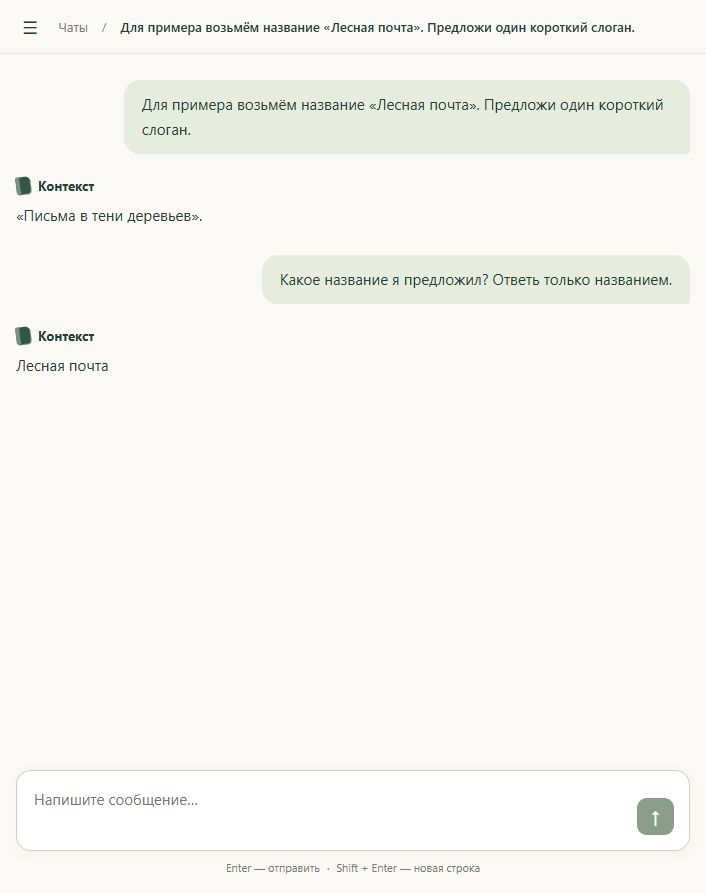 ☰ Чаты / Для примера возьмём название «Лесная почта». Предложи один короткий слоган.
Для примера возьмём название «Лесная почта». Предложи один короткий
слоган.
Контекст
«Письма в тени деревьев».
Какое название я предложил? Ответь только названием.
Контекст
Лесная почта
Напишите сообщение...
↑
Enter — отправить · Shift + Enter — новая строка